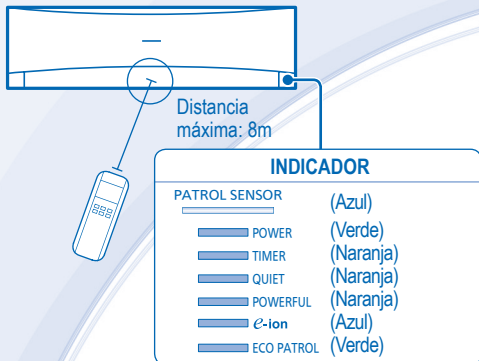 Distancia
máxima: 8m
INDICADOR
PATROL SENSOR (Azul)
POWER (Verde)
TIMER (Naranja)
QUIET (Naranja)
POWERFUL (Naranja)
e-ion (Azul)
ECO PATROL (Verde)